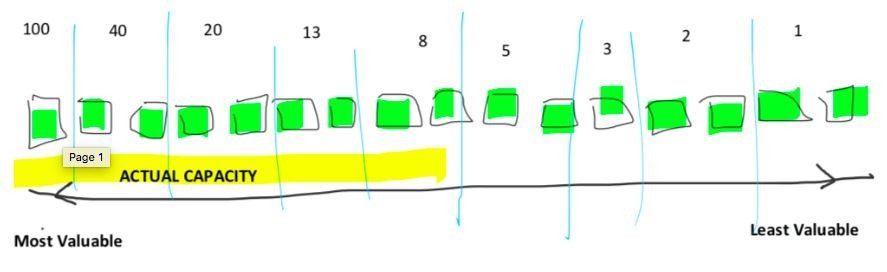 100 40 20 13 8 5 3 2 1
Page 1
ACTUAL CAPACITY
Most Valuable
Least Valuable